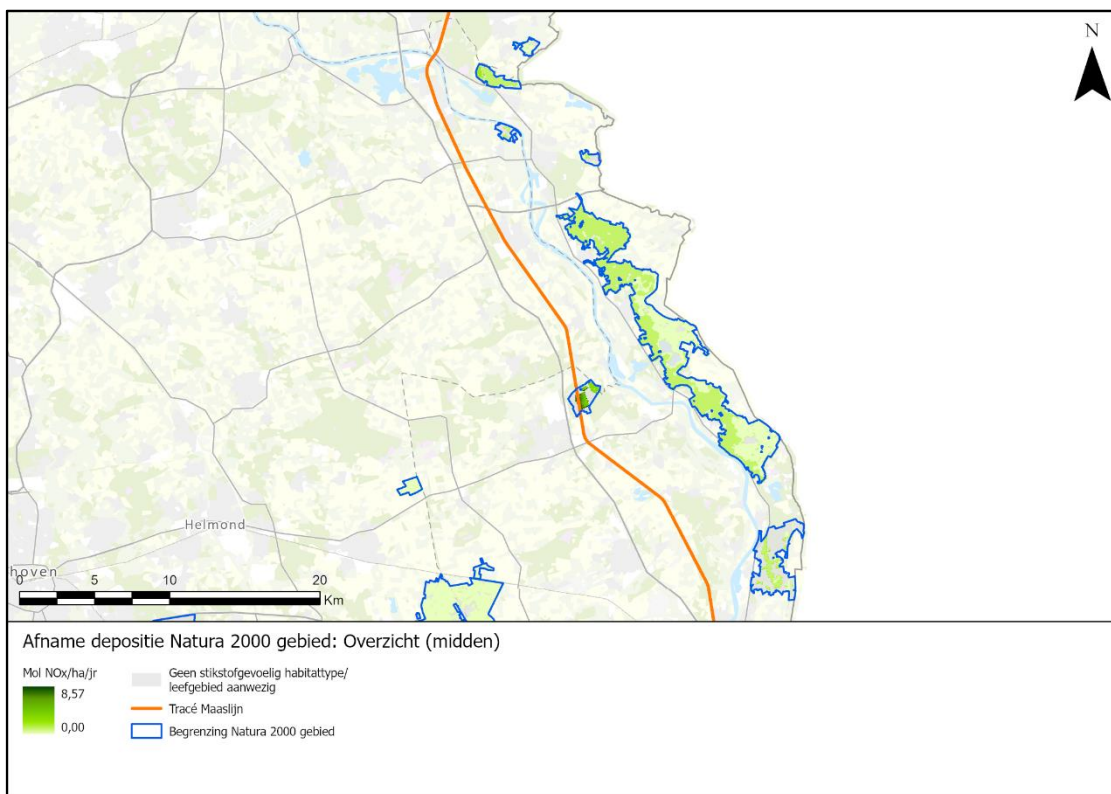 N
Helmond
hoven
0 5 10 20
Km
Afname depositie Natura 2000 gebied: Overzicht (midden)
Mol NOx/ha/jr
8,57
0,00
Geen stikstofgevoelig habitattype/
leefgebied aanwezig
Tracé Maaslijn
Begrenzing Natura 2000 gebied